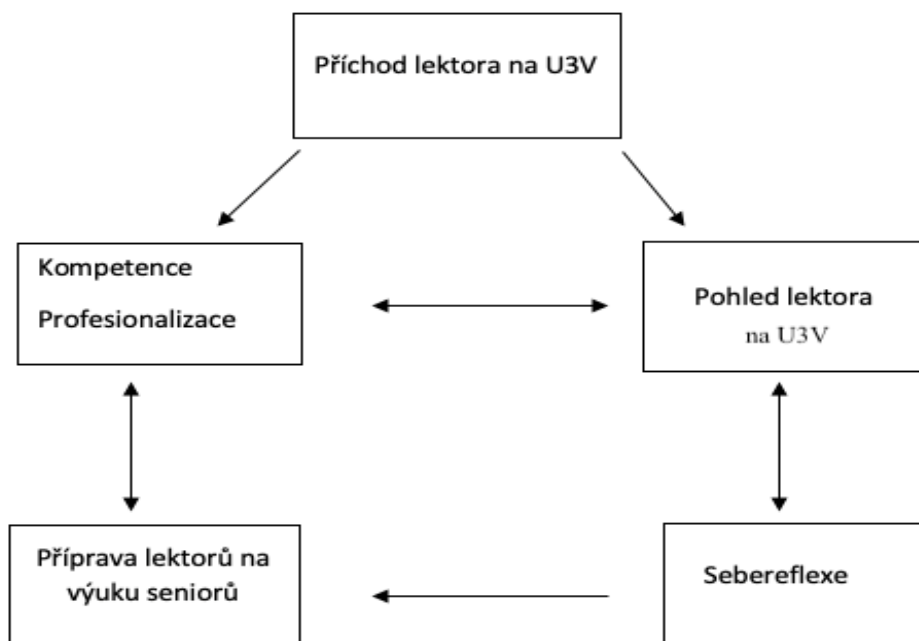 Příchod lektora na U3V
Kompetence
Profesionalizace
Pohled lektora
na U3V
Příprava lektorů na
výuku seniorů
Sebereflexe